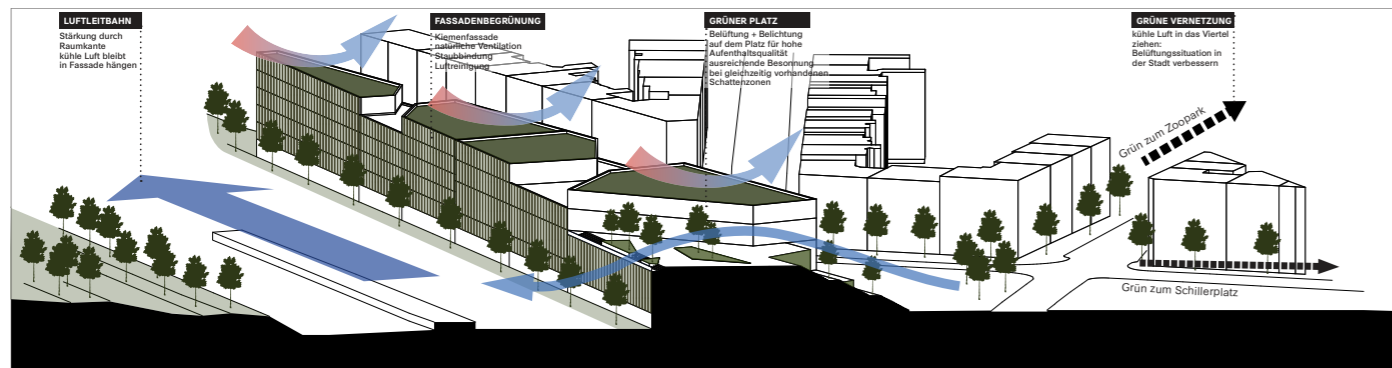 LUFTLEITBAHN
Stärkung durch
Raumkante
kühle Luft bleibt
in Fassade hängen
FASSADENBEGRÜNUNG
Kiemenfassade
natürliche Ventilation
Staubbindung
Luftreinigung
GRÜNER PLATZ
Belüftung + Belichtung
auf dem Platz für hohe
Aufenthaltsqualität
ausreichende Besonnung
bei gleichzeitig vorhandenen
Schattenzonen
GRÜNE VERNETZUNG
kühle Luft in das Viertel
ziehen:
Belüftungssituation in
der Stadt verbessern
Grün zum Zoopark
Grün zum Schillerplatz